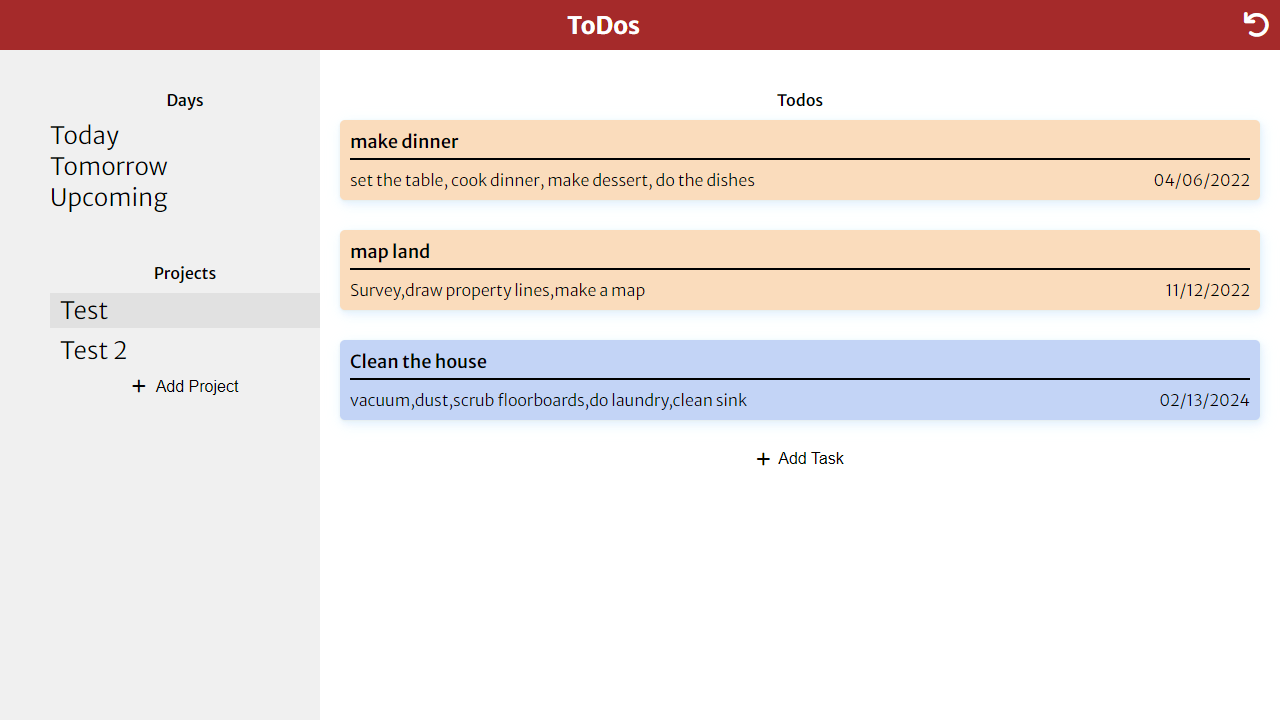 ToDos
Days
Today
Tomorrow
Upcoming
Projects
Test
Test 2
Add Project
Todos
make dinner
set the table, cook dinner, make dessert, do the dishes 04/06/2022
map land
Survey,draw property lines,make a map 11/12/2022
Clean the house
vacuum,dust,scrub floorboards,do laundry,clean sink 02/13/2024
Add Task